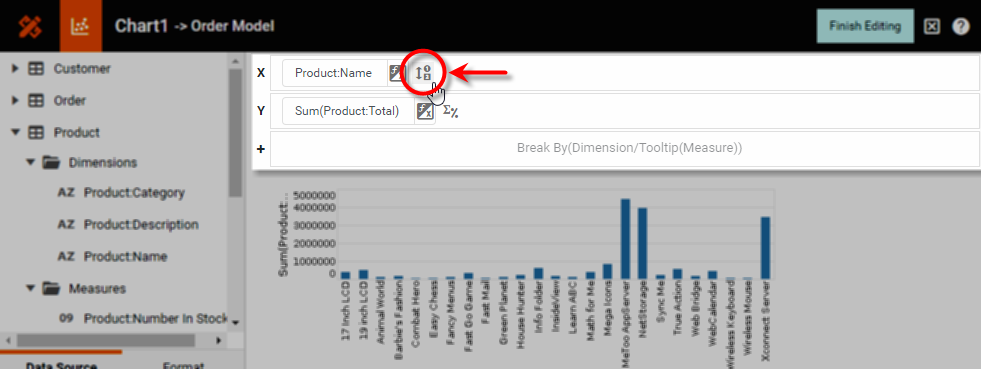 Chart1 -> Order Model
Finish Editing
Customer
Order
Product
Dimensions
AZ Product:Category
AZ Product:Description
AZ Product:Name
Measures
09 Product:Number In Stock
Data Source
Format
X Product:Name
Y Sum(Product:Total)
+ Break By(Dimension/Tooltip(Measure))
Sum(Product:...
5000000
4000000
3000000
2000000
1000000
0
17 Inch LCD
19 inch LCD
Animal World
Barbie's Fashion
Combat Hero
Easy Chess
Fancy Menus
Fast Go Game
Fast Mail
Green Planet
House Hunter
Info Folder
InsideView
Learn ABC
Math for Me
Mega Icons
MeToo AppServer
NetStorage
Sync Me
True Action
Web Bridge
WebCalendar
Wireless Keyboard
Wireless Mouse
Xconnect Server